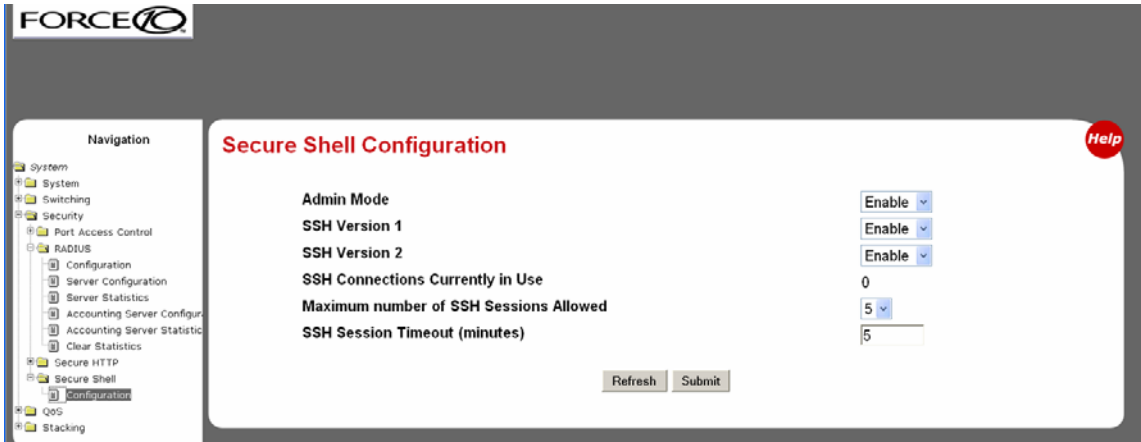 FORCE10
Navigation
System
System
Switching
Security
Port Access Control
RADIUS
Configuration
Server Configuration
Server Statistics
Accounting Server Configur
Accounting Server Statistic
Clear Statistics
Secure HTTP
Secure Shell
Configuration
QoS
Stacking
Secure Shell Configuration
Help
Admin Mode Enable
SSH Version 1 Enable
SSH Version 2 Enable
SSH Connections Currently in Use 0
Maximum number of SSH Sessions Allowed 5
SSH Session Timeout (minutes) 5
Refresh Submit